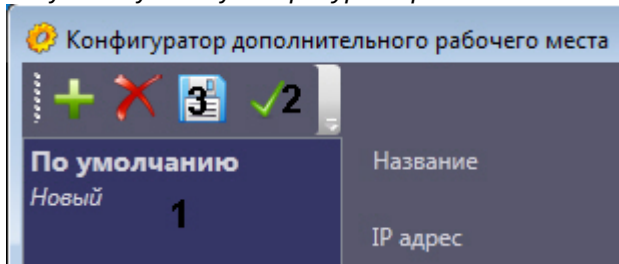 Конфигуратор дополнительного рабочего места
3 2
По умолчанию
Новый
1
Название
IP адрес